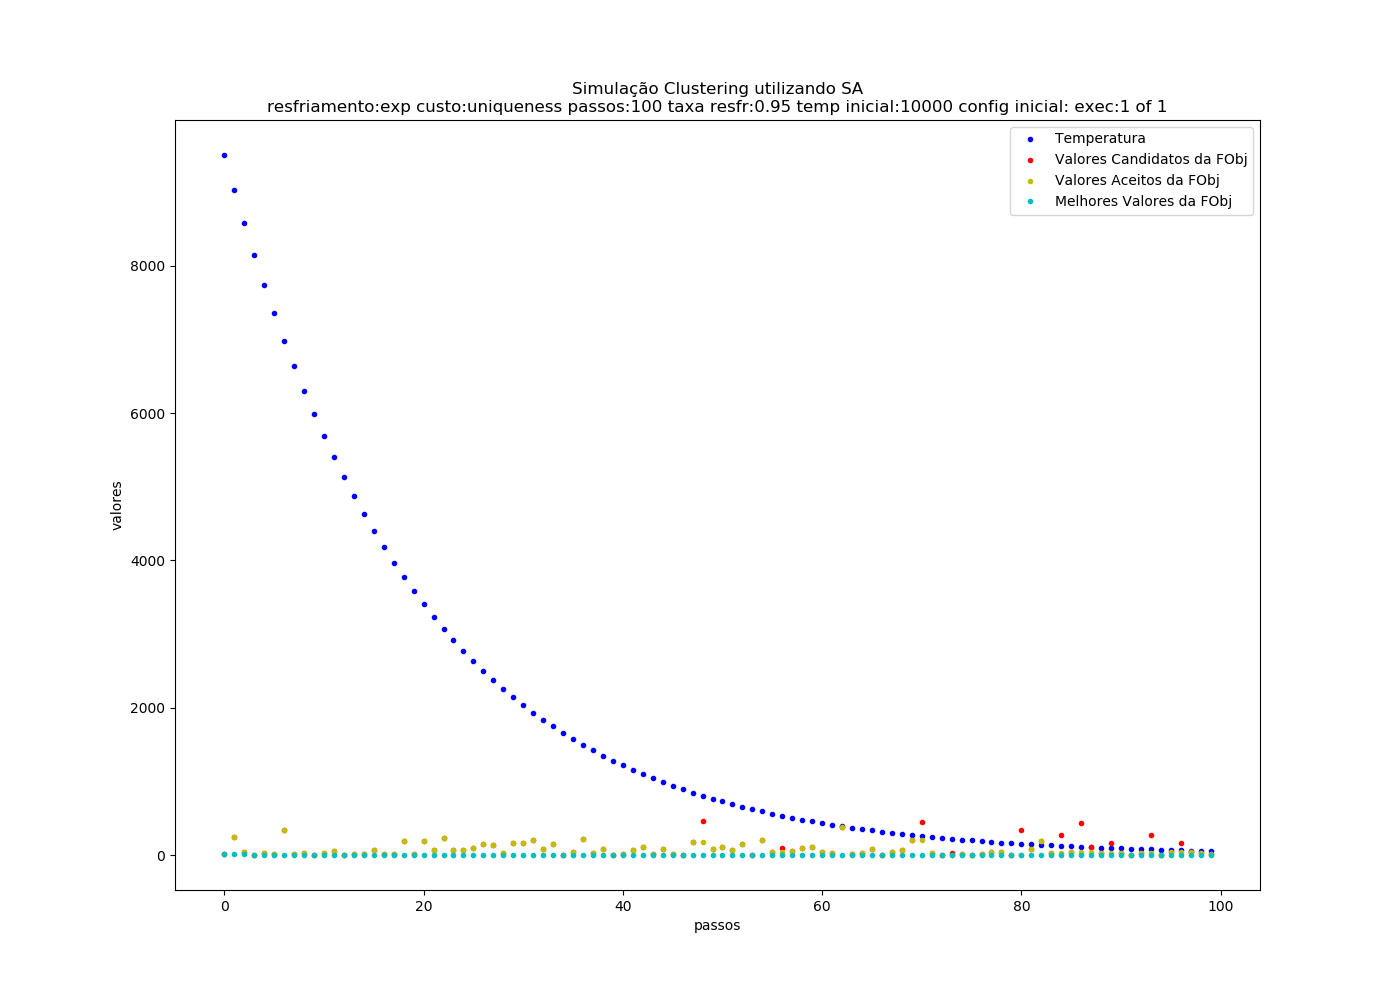 Simulação Clustering utilizando SA
resfriamento:exp custo:uniqueness passos:100 taxa resfr:0.95 temp inicial:10000 config inicial: exec:1 of 1
Temperatura
Valores Candidatos da FObj
Valores Aceitos da FObj
Melhores Valores da FObj
valores
8000
6000
4000
2000
0
0 20 40 60 80 100
passos